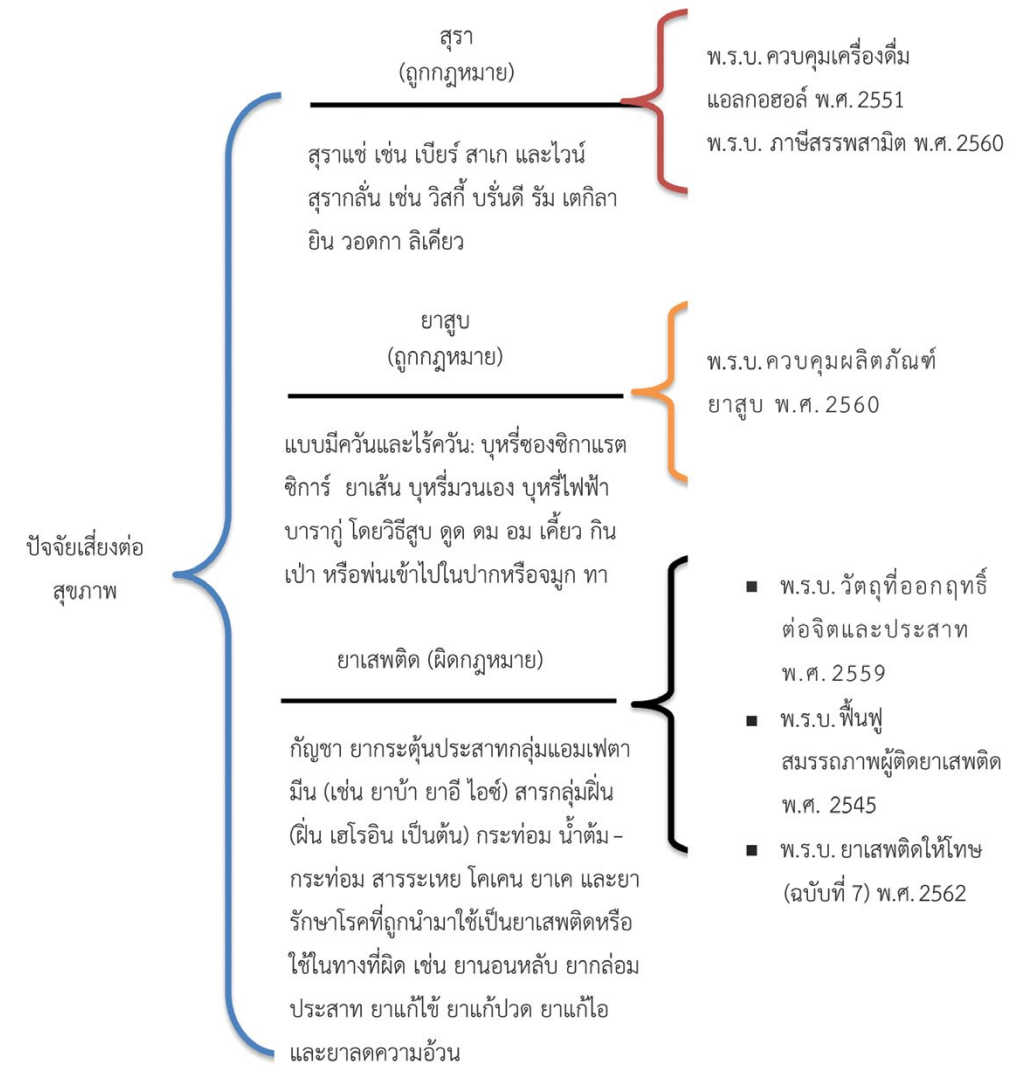 สุรา
(ถูกกฎหมาย)
พ.ร.บ. ควบคุมเครื่องดื่ม
แอลกอฮอล์ พ.ศ. 2551
พ.ร.บ. ภาษีสรรพสามิต พ.ศ. 2560
สุราแช่ เช่น เบียร์ สาเก และไวน์
สุรากลั่น เช่น วิสกี้ บรั่นดี รัม เตกิลา
ยิน วอดกา ลิเคียว
ยาสูบ
(ถูกกฎหมาย)
พ.ร.บ. ควบคุมผลิตภัณฑ์
ยาสูบ พ.ศ. 2560
แบบมีควันและไร้ควัน: บุหรี่ซองซิกาแรต
ซิการ์ ยาเส้น บุหรี่มวนเอง บุหรี่ไฟฟ้า
บารากู่ โดยวิธีสูบ ดูด ดม อม เคี้ยว กิน
เป่า หรือพ่นเข้าไปในปากหรือจมูก ทา
ปัจจัยเสี่ยงต่อ
สุขภาพ
ยาเสพติด (ผิดกฎหมาย)
■ พ.ร.บ. วัตถุที่ออกฤทธิ์
ต่อจิตและประสาท
พ.ศ. 2559
■ พ.ร.บ. ฟื้นฟู
สมรรถภาพผู้ติดยาเสพติด
พ.ศ. 2545
■ พ.ร.บ. ยาเสพติดให้โทษ
(ฉบับที่ 7) พ.ศ. 2562
กัญชา ยากระตุ้นประสาทกลุ่มแอมเฟตา
มีน (เช่น ยาบ้า ยาอี ไอซ์) สารกลุ่มฝิ่น
(ฝิ่น เฮโรอิน เป็นต้น) กระท่อม น้ำต้ม –
กระท่อม สารระเหย โคเคน ยาเค และยา
รักษาโรคที่ถูกนำมาใช้เป็นยาเสพติดหรือ
ใช้ในทางที่ผิด เช่น ยานอนหลับ ยากล่อม
ประสาท ยาแก้ไข้ ยาแก้ปวด ยาแก้ไอ
และยาลดความอ้วน